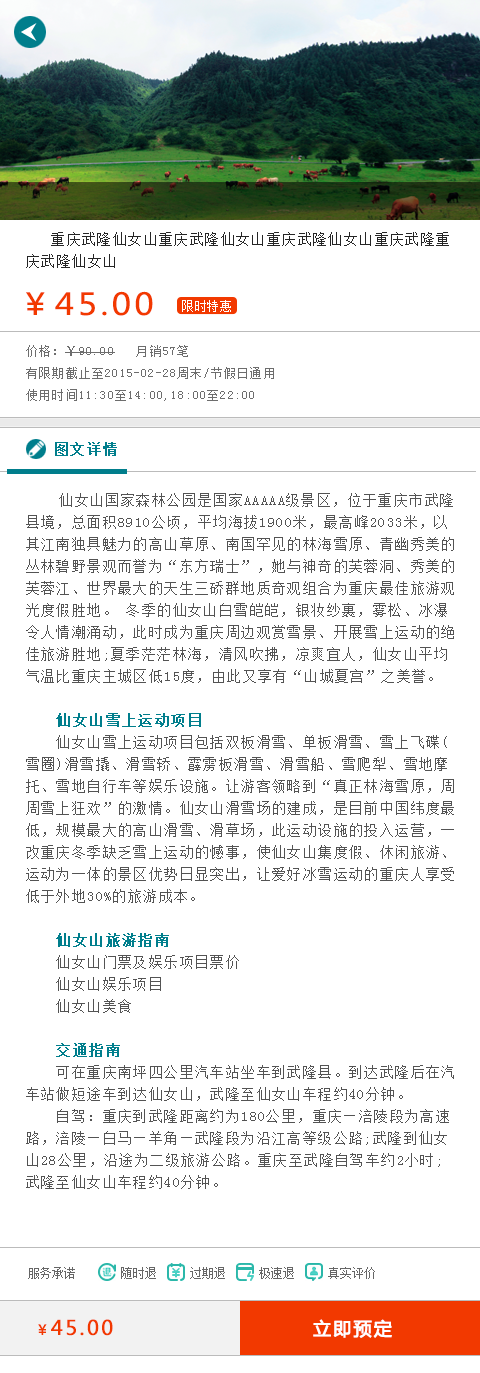 重庆武隆仙女山重庆武隆仙女山重庆武隆仙女山重庆武隆重
庆武隆仙女山
￥45.00 限时特惠
价格：￥90.00 月销57笔
有限期截止至2015-02-28周末/节假日通用
使用时间11:30至14:00,18:00至22:00
图文详情
仙女山国家森林公园是国家AAAAA级景区，位于重庆市武隆
县境，总面积8910公顷，平均海拔1900米，最高峰2033米，以
其江南独具魅力的高山草原、南国罕见的林海雪原、青幽秀美的
丛林碧野景观而誉为“东方瑞士”，她与神奇的芙蓉洞、秀美的
芙蓉江、世界最大的天生三硚群地质奇观组合为重庆最佳旅游观
光度假胜地。 冬季的仙女山白雪皑皑，银妆纱裹，雾松、冰瀑
令人情潮涌动，此时成为重庆周边观赏雪景、开展雪上运动的绝
佳旅游胜地;夏季茫茫林海，清风吹拂，凉爽宜人，仙女山平均
气温比重庆主城区低15度，由此又享有“山城夏宫”之美誉。
仙女山雪上运动项目
仙女山雪上运动项目包括双板滑雪、单板滑雪、雪上飞碟(
雪圈)滑雪撬、滑雪轿、霹雳板滑雪、滑雪船、雪爬犁、雪地摩
托、雪地自行车等娱乐设施。让游客领略到“真正林海雪原，周
周雪上狂欢”的激情。仙女山滑雪场的建成，是目前中国纬度最
低，规模最大的高山滑雪、滑草场，此运动设施的投入运营，一
改重庆冬季缺乏雪上运动的憾事，使仙女山集度假、休闲旅游、
运动为一体的景区优势日显突出，让爱好冰雪运动的重庆人享受
低于外地30%的旅游成本。
仙女山旅游指南
仙女山门票及娱乐项目票价
仙女山娱乐项目
仙女山美食
交通指南
可在重庆南坪四公里汽车站坐车到武隆县。到达武隆后在汽
车站做短途车到达仙女山，武隆至仙女山车程约40分钟。
自驾：重庆到武隆距离约为180公里，重庆—涪陵段为高速
路，涪陵—白马—羊角—武隆段为沿江高等级公路;武隆到仙女
山28公里，沿途为二级旅游公路。重庆至武隆自驾车约2小时;
武隆至仙女山车程约40分钟。
服务承诺 退 随时退 ￥ 过期退 极速退 真实评价
￥45.00 立即预定